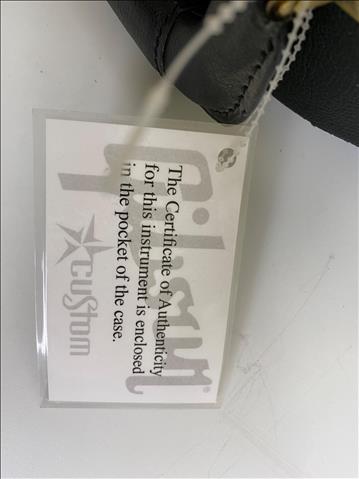 Gibson
CUSTOM
The Certificate of Authenticity
for this instrument is enclosed
in the pocket of the case.